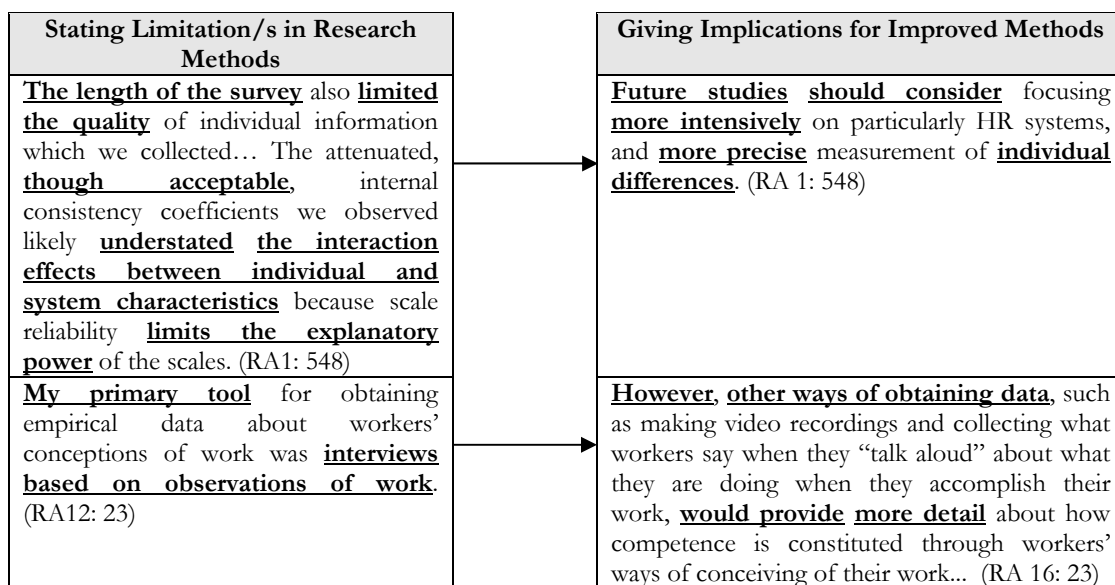 Stating Limitation/s in Research
Methods
The length of the survey also limited
the quality of individual information
which we collected… The attenuated,
though acceptable, internal
consistency coefficients we observed
likely understated the interaction
effects between individual and
system characteristics because scale
reliability limits the explanatory
power of the scales. (RA1: 548)
My primary tool for obtaining
empirical data about workers’
conceptions of work was interviews
based on observations of work.
(RA12: 23)
Giving Implications for Improved Methods
Future studies should consider focusing
more intensively on particularly HR systems,
and more precise measurement of individual
differences. (RA 1: 548)
However, other ways of obtaining data, such
as making video recordings and collecting what
workers say when they “talk aloud” about what
they are doing when they accomplish their
work, would provide more detail about how
competence is constituted through workers’
ways of conceiving of their work... (RA 16: 23)